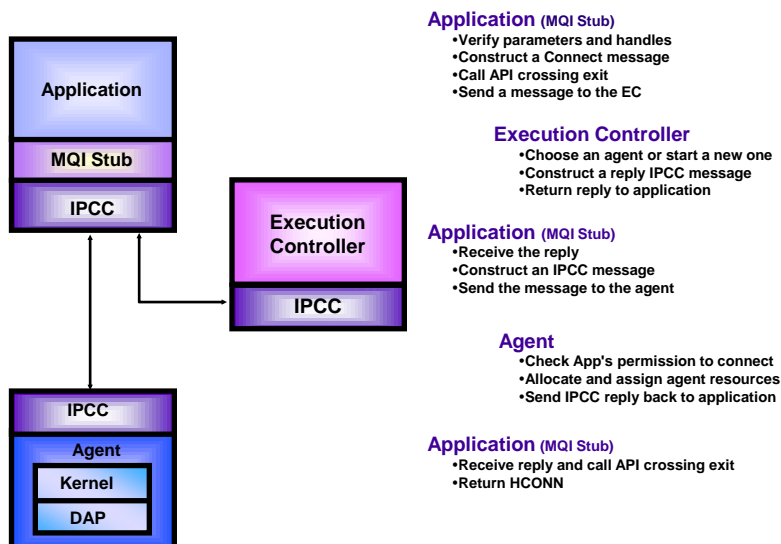 Application
MQI Stub
IPCC
Execution
Controller
IPCC
IPCC
Agent
Kernel
DAP
Application (MQI Stub)
•Verify parameters and handles
•Construct a Connect message
•Call API crossing exit
•Send a message to the EC
Execution Controller
•Choose an agent or start a new one
•Construct a reply IPCC message
•Return reply to application
Application (MQI Stub)
•Receive the reply
•Construct an IPCC message
•Send the message to the agent
Agent
•Check App's permission to connect
•Allocate and assign agent resources
•Send IPCC reply back to application
Application (MQI Stub)
•Receive reply and call API crossing exit
•Return HCONN